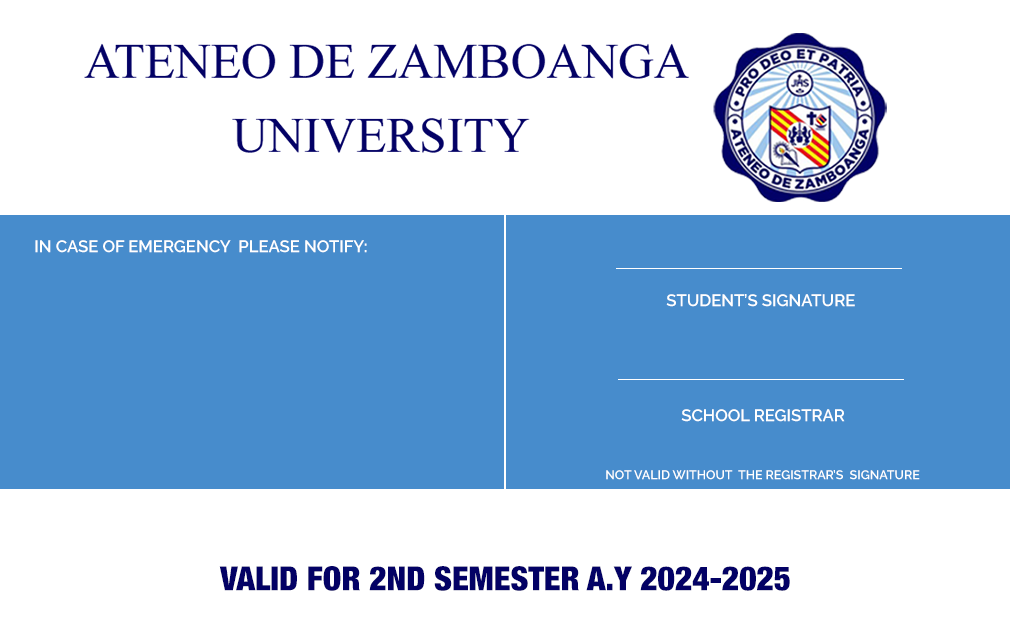 ATENEO DE ZAMBOANGA
UNIVERSITY
PRO DEO ET PATRIA
JHS
ATENEO DE ZAMBOANGA
IN CASE OF EMERGENCY  PLEASE NOTIFY:
STUDENT'S SIGNATURE
SCHOOL REGISTRAR
NOT VALID WITHOUT  THE REGISTRAR'S  SIGNATURE
VALID FOR 2ND SEMESTER A.Y 2024-2025